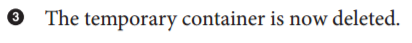 ❸ The temporary container is now deleted.